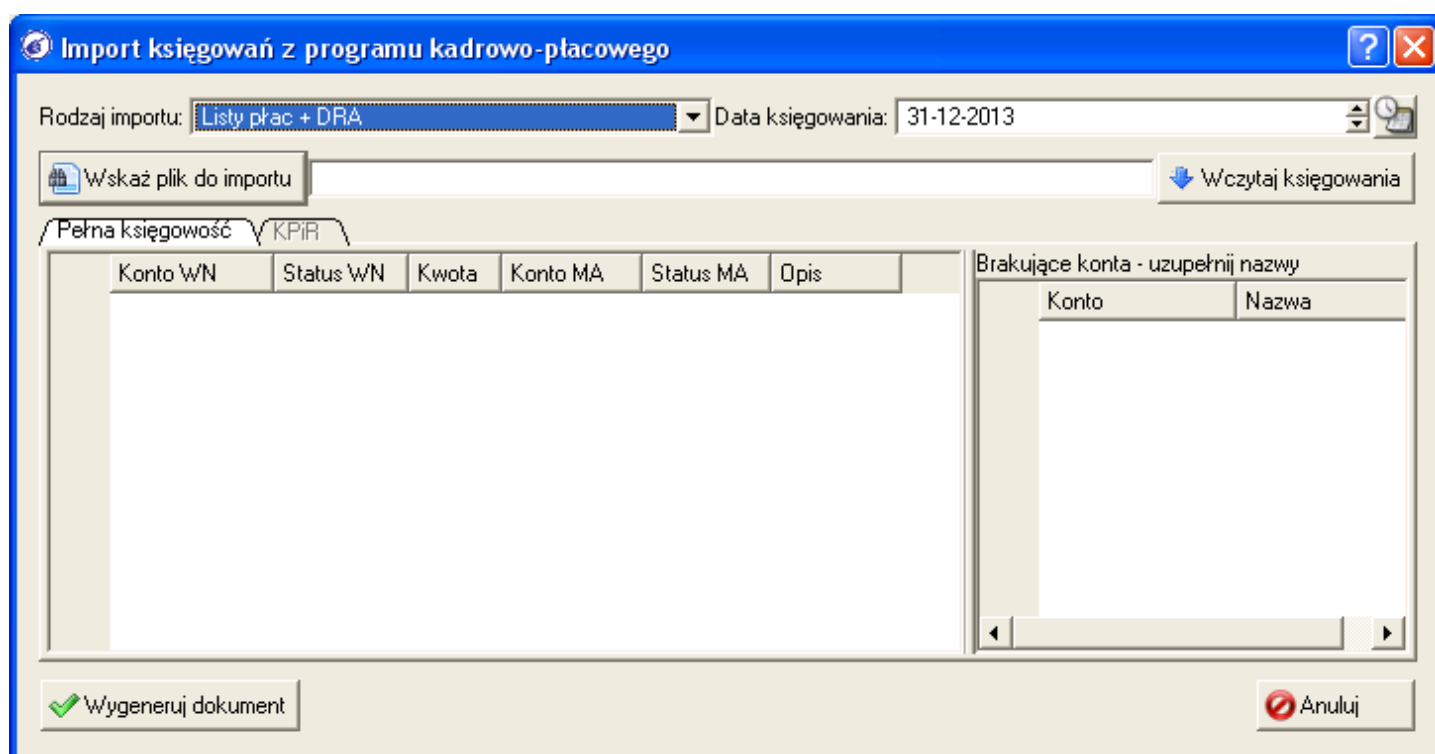 Import księgowań z programu kadrowo-płacowego
Rodzaj importu: Listy płac + DRA Data księgowania: 31-12-2013
Wskaż plik do importu Wczytaj księgowania
Pełna księgowość KPiR
Konto WN Status WN Kwota Konto MA Status MA Opis
Brakujące konta - uzupełnij nazwy
Konto Nazwa
Wygeneruj dokument Anuluj